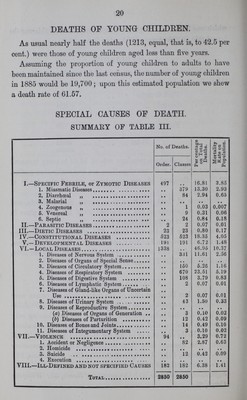 20
DEATHS OF YOUNG CHILDREN.
As usual nearly half the deaths (1213, equal, that is, to 42.5 per
cent.) were those of young children aged less than five years.
Assuming the proportion of young children to adults to have
been maintained since the last census, the number of young children
in 1885 would be 19,700; upon this estimated population we shew
a death rate of 61.57.
SPECIAL CAUSES OF DEATH.
SUMMARY OF TABLE III.
No. of Deaths. Per centage of Total Deaths. Mortality Rate on Population.
Order. Classes
I.—SPECIFIC FEBRILE, OR ZYMOTIC DISEASES 497 .. 16.91 3.83
1. Miasmatic Diseases .. 379 13.30 2.93
2. Diarrhœal „ .. 84 2.94 0.65
3. Malarial „ .. .. .. ..
4. Zoogenous „ .. 1 0.03 0.007
5. Venereal „ .. 9 0.31 0.06
6. Septic „ .. 24 0.84 0.18
II.—PARASITIC DISEASES 2 2 0.07 0.01
III.—DIETIC DISEASES 23 23 0.80 0.17
IV.—CONSTITUTIONAL DISEASES 523 523 18.35 4.05
V.—DEVELOPMENTAL DISEASES 191 191 6.72 1.48
VI.—LOCAL DISEASES 1338 .. 46.95 10.32
1. Diseases of Nervous System .. 331 11.61 2.56
2. Diseases of Organs of Special Sense .. .. .. ..
3. Diseases of Circulatory System .. 150 5.26 1.16
4. Diseases of Respiratory System .. 670 23.51 5.19
5. Diseases of Digestive System .. 108 3.79 0.83
6. Diseases of Lymphatic System .. 2 0.07 0.01
7. Diseases of Gland-like Organs of Uncertain
Use .. 2 0.07 0.01
8. Diseases of Urinary System .. 43 1.50 0.33
9. Diseases of Reproductive System .. .. .. ..
(a) Diseases of Organs of Generation .. 3 0.10 0.02
(b) Diseases of Parturition .. 12 0.42 0.09
10. Diseases of Bones and Joints .. 14 0.49 0.10
11. Diseases of Integumentary System .. 3 0.10 0.02
VII.—VIOLENCE 94 .. 3.29 0.72
1. Accident or Negligence .. 82 2.87 0.63
2. Homicide .. .. .. ..
3. Suicide .. 12 0.42 0.09
4. Execution .. .. .. ..
VIII.—ILL-DEFINED AND NOT SPECIFIED CAUSES 182 182 6.38 1.41
TOTAL 2850 2850